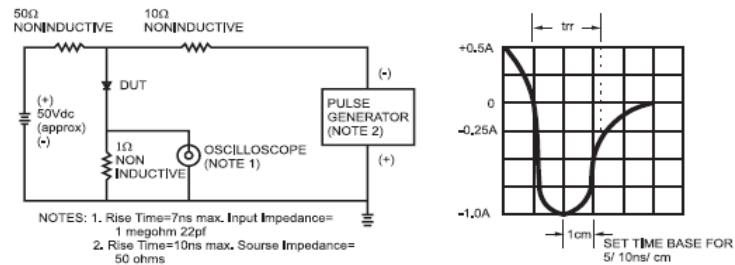 50Ω
NONINDUCTIVE
10Ω
NONINDUCTIVE
DUT
(+)
50Vdc
(approx)
(-)
1Ω
NON
INDUCTIVE
OSCILLOSCOPE
(NOTE 1)
(-)
PULSE
GENERATOR
(NOTE 2)
(+)
NOTES: 1. Rise Time=7ns max. Input Impedance=
1 megohm 22pf
2. Rise Time=10ns max. Sourse Impedance=
50 ohms
trr
+0.5A
0
-0,25A
-1.0A
1cm
SET TIME BASE FOR
5/ 10ns/ cm